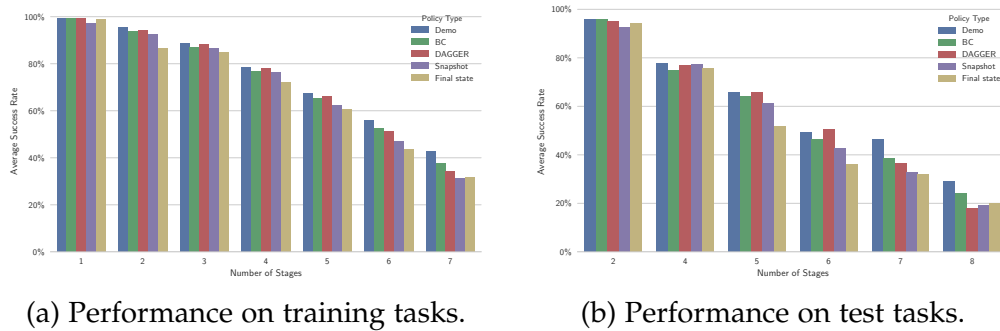 Average Success Rate
100%
80%
60%
40%
20%
0%
Policy Type
Demo
BC
DAGGER
Snapshot
Final state
1 2 3 4 5 6 7
Number of Stages
(a) Performance on training tasks.
Average Success Rate
100%
80%
60%
40%
20%
0%
Policy Type
Demo
BC
DAGGER
Snapshot
Final state
2 4 5 6 7 8
Number of Stages
(b) Performance on test tasks.